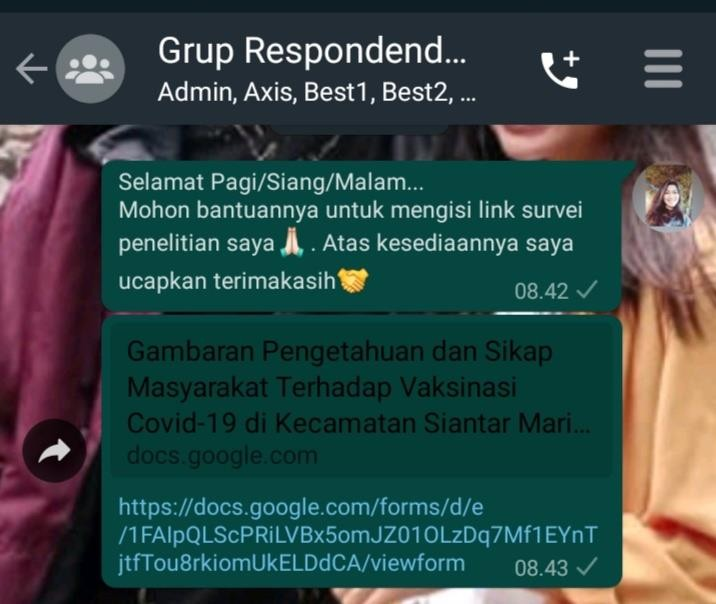 Grup Respondend...
Admin, Axis, Best1, Best2, ...
Selamat Pagi/Siang/Malam...
Mohon bantuannya untuk mengisi link survei
penelitian saya🙏🏻. Atas kesediaannya saya
ucapkan terimakasih🤝
08.42
Gambaran Pengetahuan dan Sikap
Masyarakat Terhadap Vaksinasi
Covid-19 di Kecamatan Siantar Mari...
docs.google.com
https://docs.google.com/forms/d/e
/1FAIpQLScPRiLVBx5omJZ01OLzDq7Mf1EYnT
jtfTou8rkiomUkELDdCA/viewform
08.43